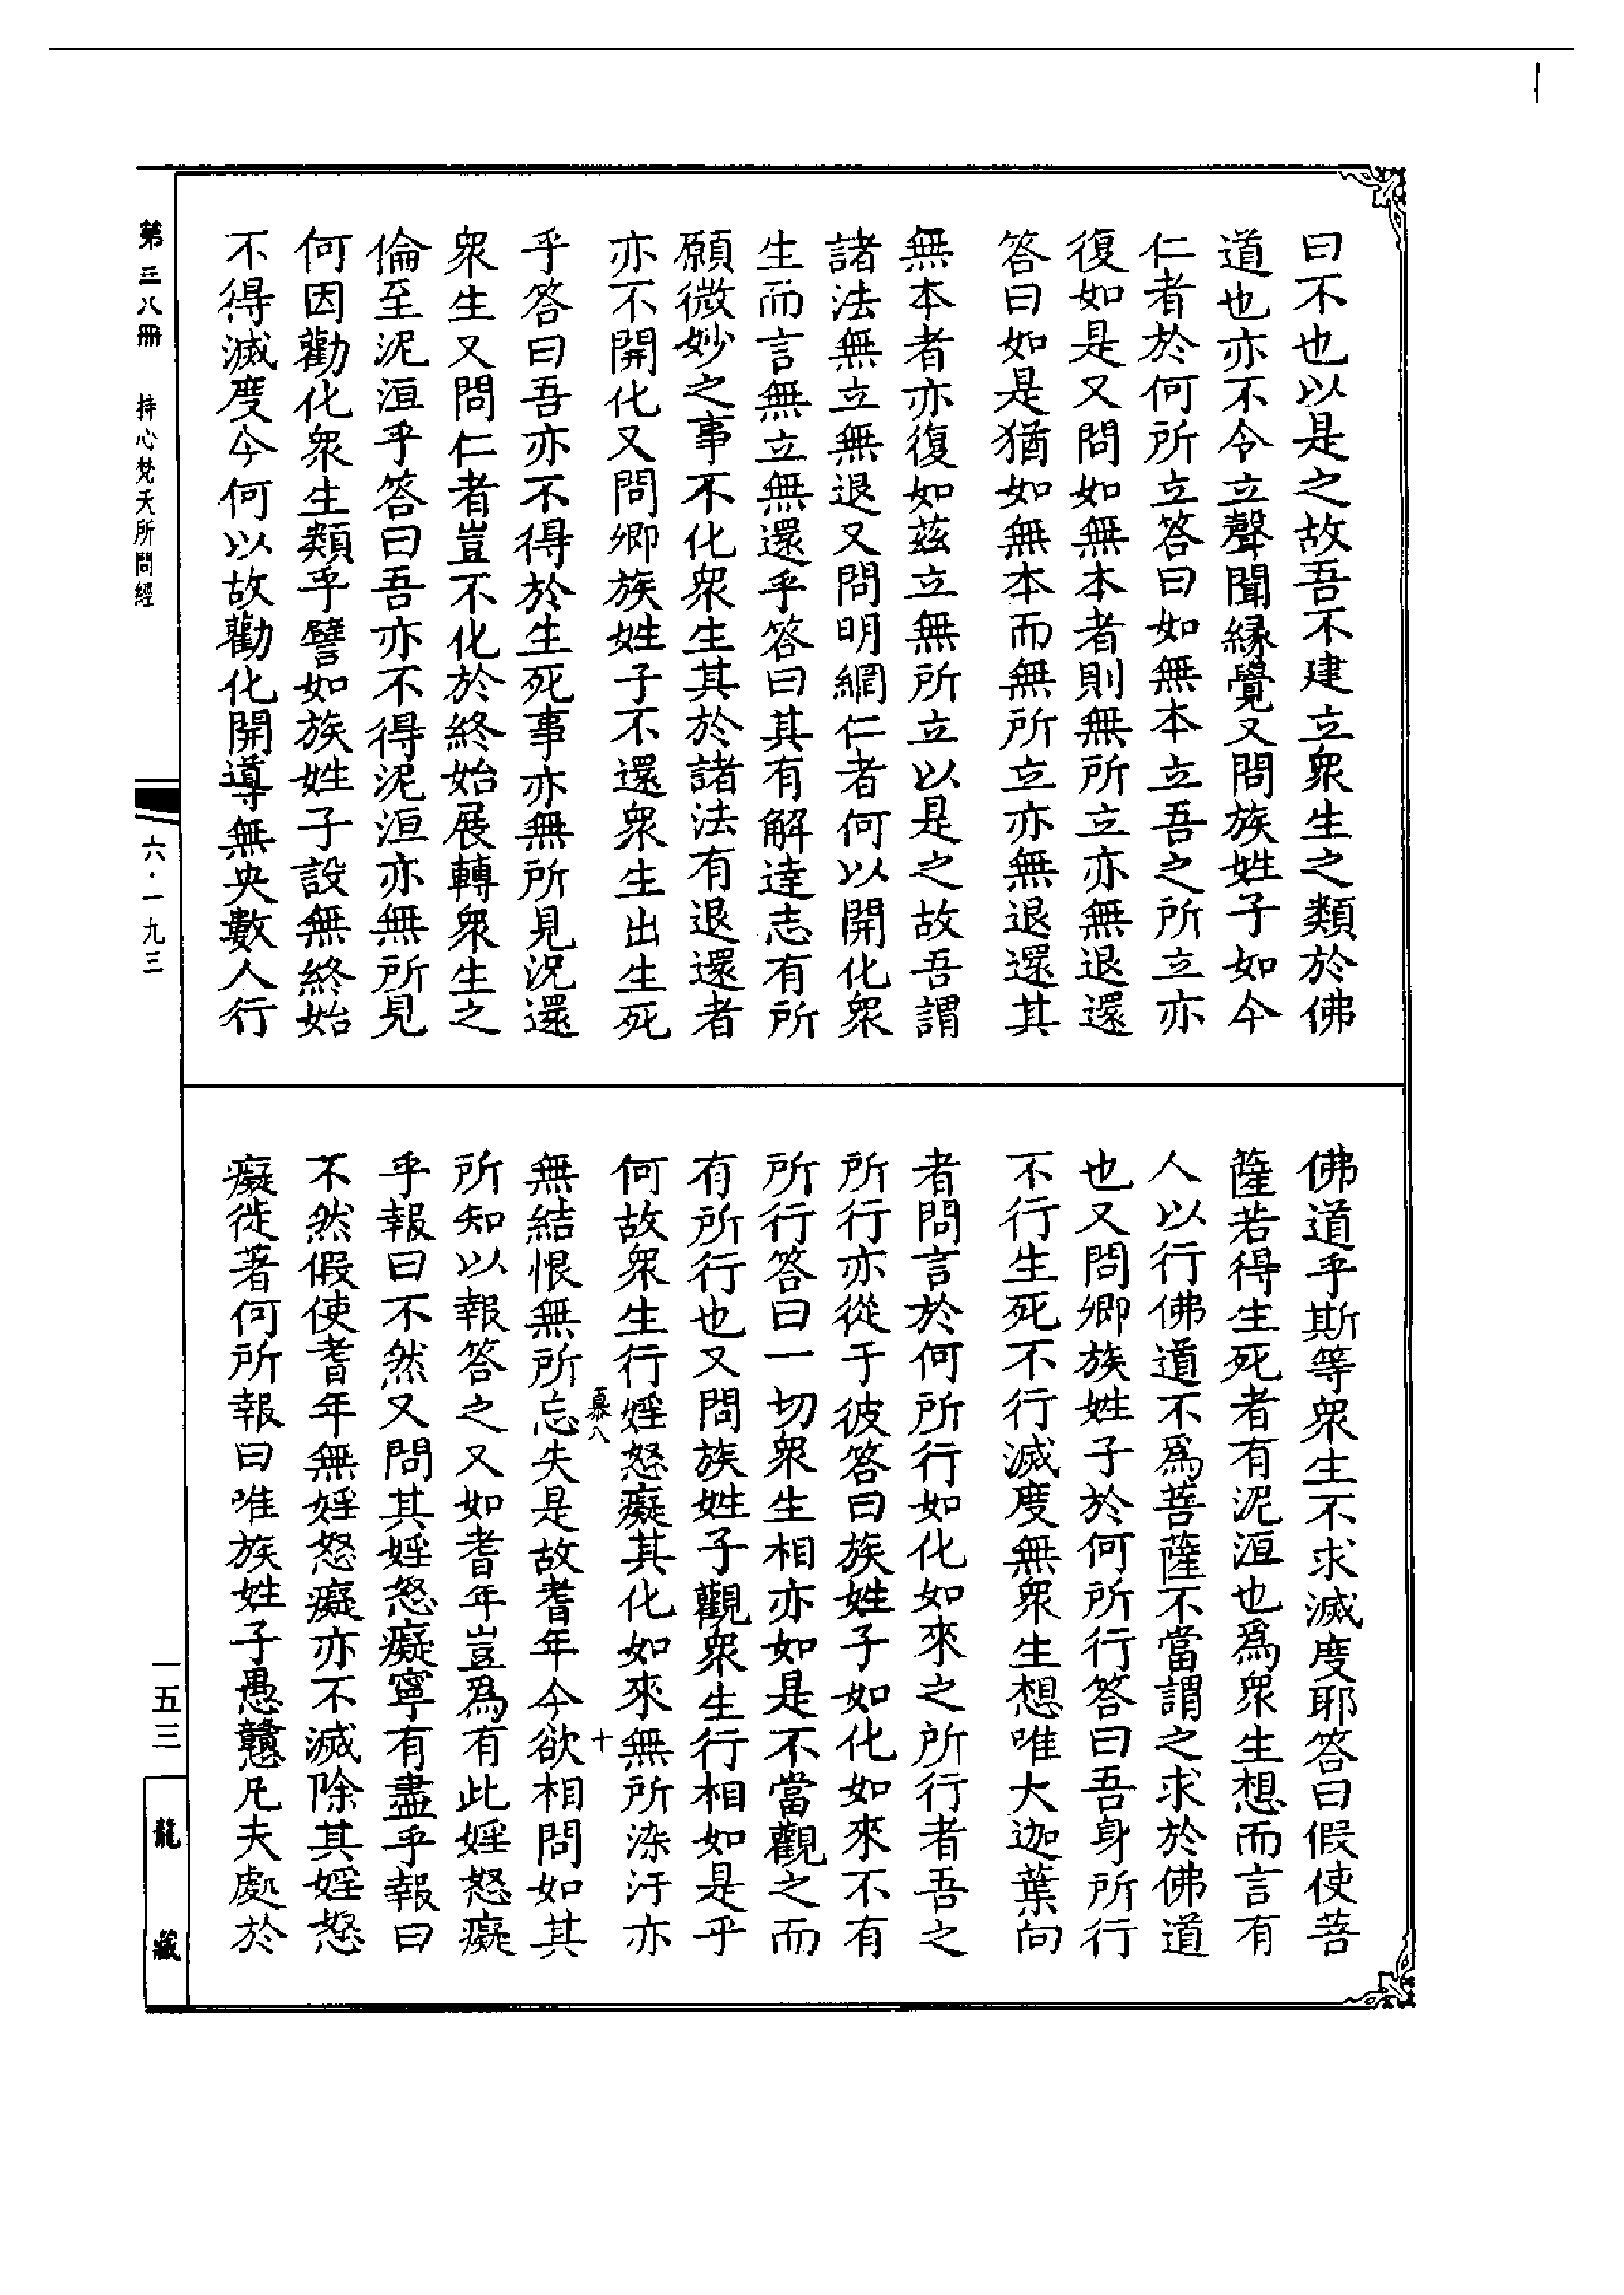 曰不也以是之故吾不建立衆生之類於佛
道也亦不令立聲聞緣覺又問族姓子如今
仁者於何所立答曰如無本立吾之所立亦
復如是又問如無本者則無所立亦無退還
答曰如是猶如無本而無所立亦無退還其
無本者亦復如茲立無所立以是之故吾謂
諸法無立無退又問明網仁者何以開化衆
生而言無立無還乎答曰其有解達志有所
願微妙之事不化衆生其於諸法有退還者
亦不開化又問卿族姓子不還衆生出生死
乎答曰吾亦不得於生死事亦無所見況還
衆生又問仁者豈不化於終始展轉衆生之
倫至泥洹乎答曰吾亦不得泥洹亦無所見
何因勸化衆生類乎譬如族姓子設無終始
不得滅度今何以故勸化開導無央數人行
佛道乎斯等衆生不求滅度耶答曰假使菩
薩若得生死者有泥洹也爲衆生想而言有
人以行佛道不爲菩薩不當謂之求於佛道
也又問卿族姓子於何所行答曰吾身所行
不行生死不行滅度無衆生想唯大迦葉向
者問言於何所行如化如來之所行者吾之
所行亦從于彼答曰族姓子如化如來不有
所行答曰一切衆生相亦如是不當觀之而
有所行也又問族姓子觀衆生行相如是乎
何故衆生行婬怒癡其化如來無所染汙亦
慕八
十
無結恨無所忘失是故耆年今欲相問如其
所知以報答之又如耆年豈爲有此婬怒癡
乎報曰不然又問其婬怒癡寧有盡乎報曰
不然假使耆年無婬怒癡亦不滅除其婬怒
癡徙著何所報曰唯族姓子愚戇凡夫處於
第三八冊
持心梵天所問經
六·一九三
一五三
龍藏